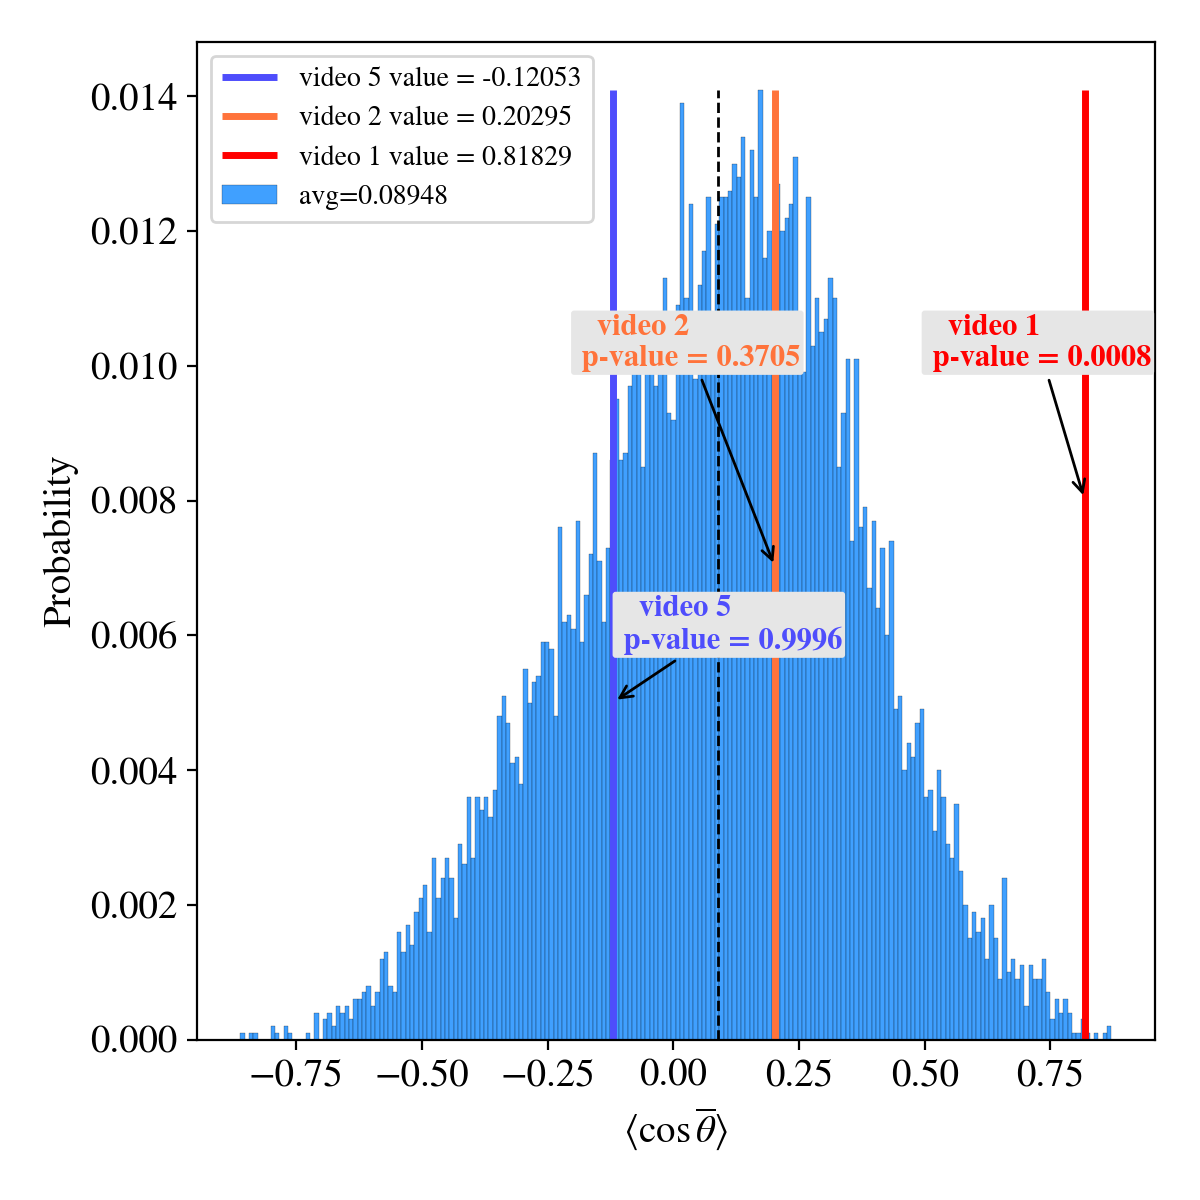 video 5 value = -0.12053
video 2 value = 0.20295
video 1 value = 0.81829
avg=0.08948
0.014
0.012
0.010
0.008
0.006
0.004
0.002
0.000
Probability
video 2
p-value = 0.3705
video 1
p-value = 0.0008
video 5
p-value = 0.9996
−0.75
−0.50
−0.25
0.00
0.25
0.50
0.75
⟨cos θ̅⟩